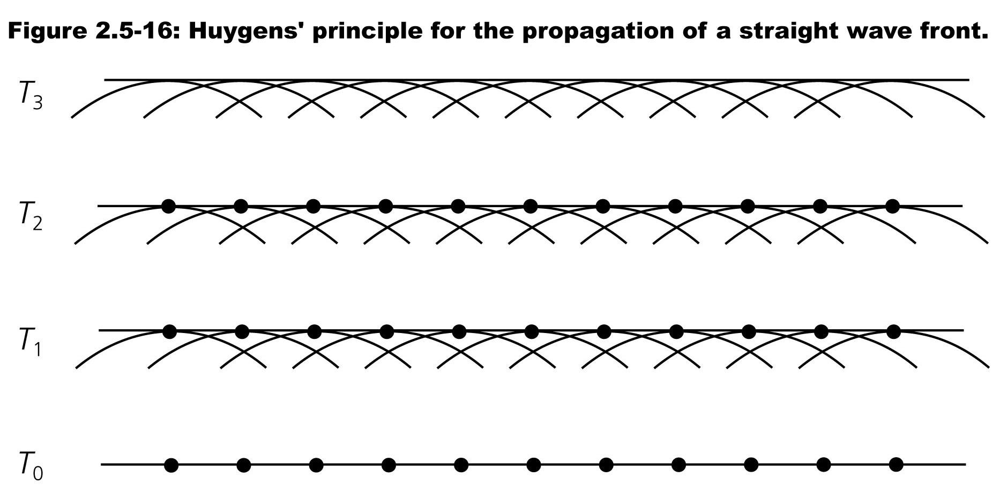 Figure 2.5-16: Huygens' principle for the propagation of a straight wave front.
T3
T2
T1
T0